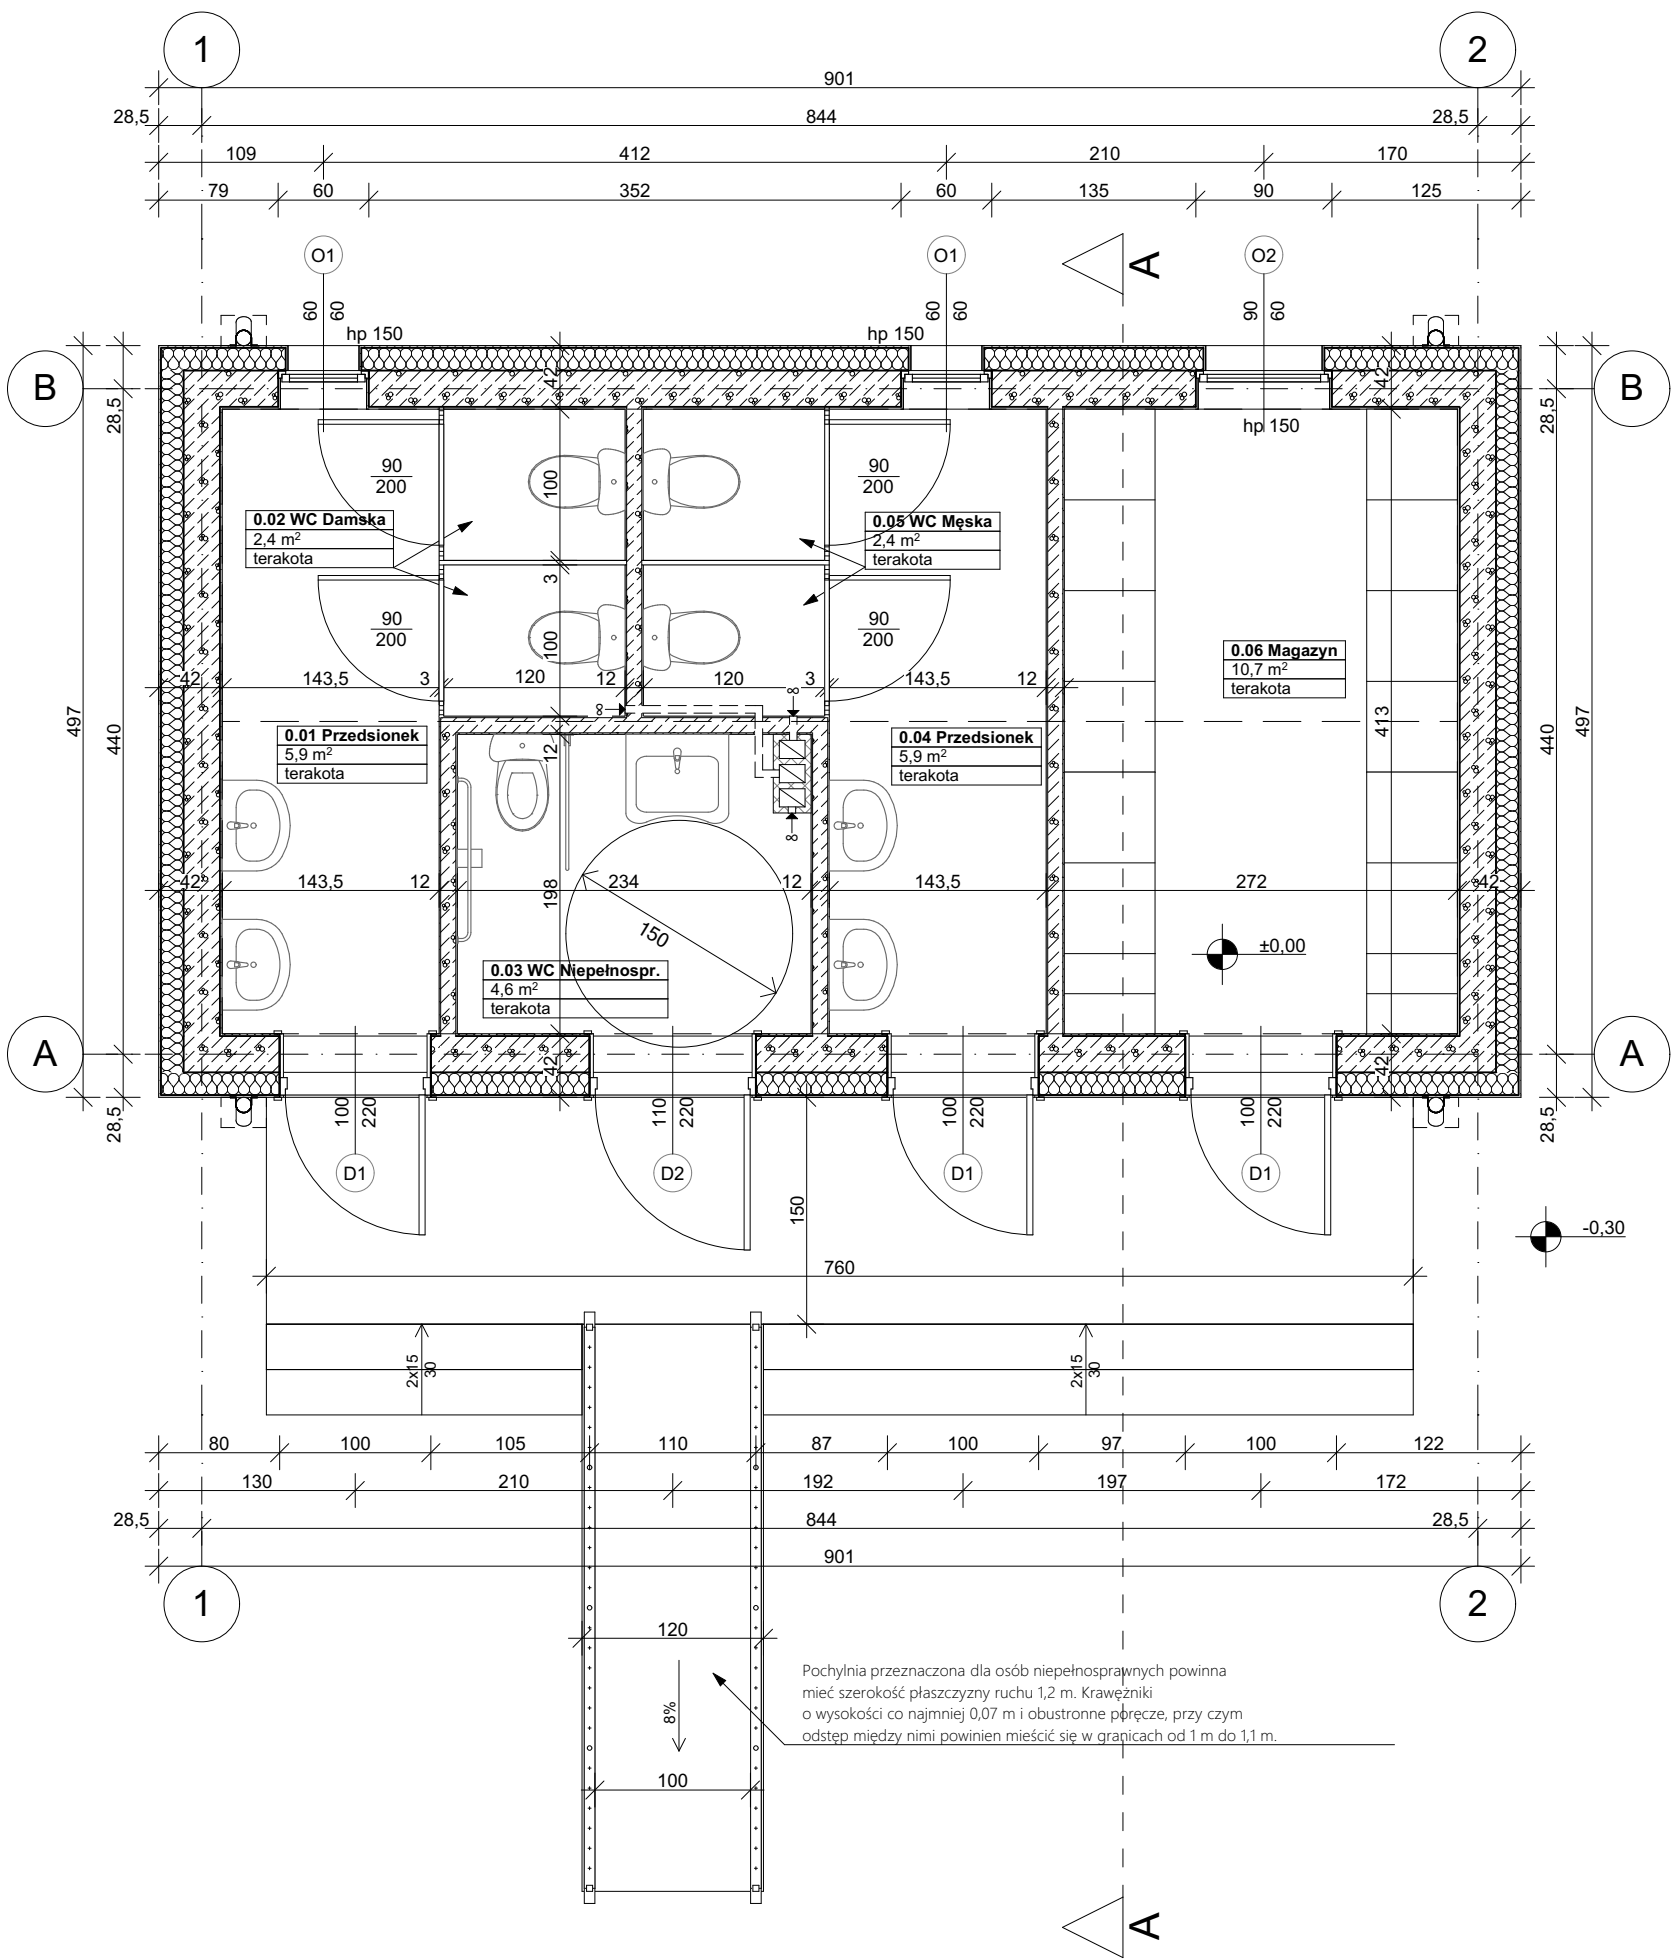 1
2
901
28,5
844
28,5
109
412
210
170
79
60
352
60
135
90
125
O1
O1
O2
A
60
60
60
60
90
60
hp 150
hp 150
B
B
42
42
28,5
28,5
hp 150
90
200
100
90
200
0.02 WC Damska
2,4 m²
terakota
0.05 WC Męska
2,4 m²
terakota
3
90
200
100
90
200
0.06 Magazyn
10,7 m²
terakota
42
143,5
3
120
12
120
3
143,5
12
8
8
497
440
413
440
497
0.01 Przedsionek
5,9 m²
terakota
12
0.04 Przedsionek
5,9 m²
terakota
8
42
143,5
12
198
234
12
143,5
272
42
150
±0,00
0.03 WC Niepełnospr.
4,6 m²
terakota
A
A
42
42
28,5
28,5
100
220
110
220
100
220
100
220
D1
D2
D1
D1
150
-0,30
760
2x15
30
2x15
30
80
100
105
110
87
100
97
100
122
130
210
192
197
172
28,5
844
28,5
901
1
2
120
8%
Pochylnia przeznaczona dla osób niepełnosprawnych powinna
mieć szerokość płaszczyzny ruchu 1,2 m. Krawężniki
o wysokości co najmniej 0,07 m i obustronne poręcze, przy czym
odstęp między nimi powinien mieścić się w granicach od 1 m do 1,1 m.
100
A